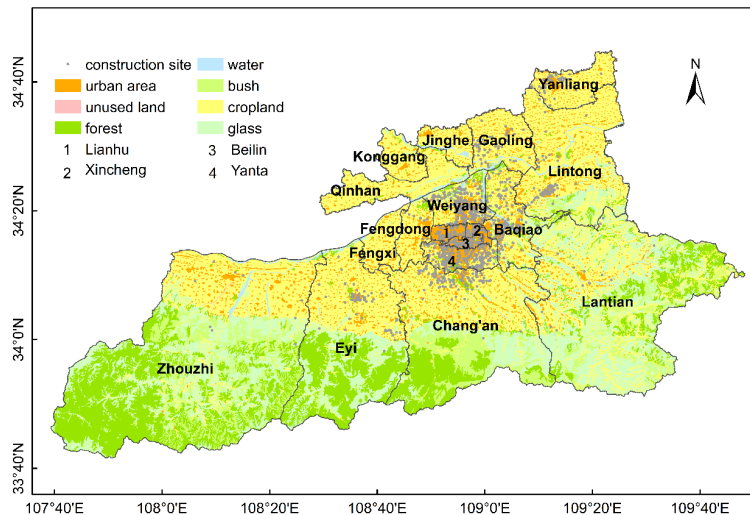 34°40'N
34°20'N
34°0'N
33°40'N
construction site
water
urban area
bush
unused land
cropland
forest
glass
1 Lianhu
3 Beilin
2 Xincheng
4 Yanta
N
Yanliang
Jinghe
Gaoling
Konggang
Lintong
Qinhan
Weiyang
Fengdong
1
2
Baqiao
3
Fengxi
4
Lantian
Chang'an
Eyi
Zhouzhi
107°40'E
108°0'E
108°20'E
108°40'E
109°0'E
109°20'E
109°40'E